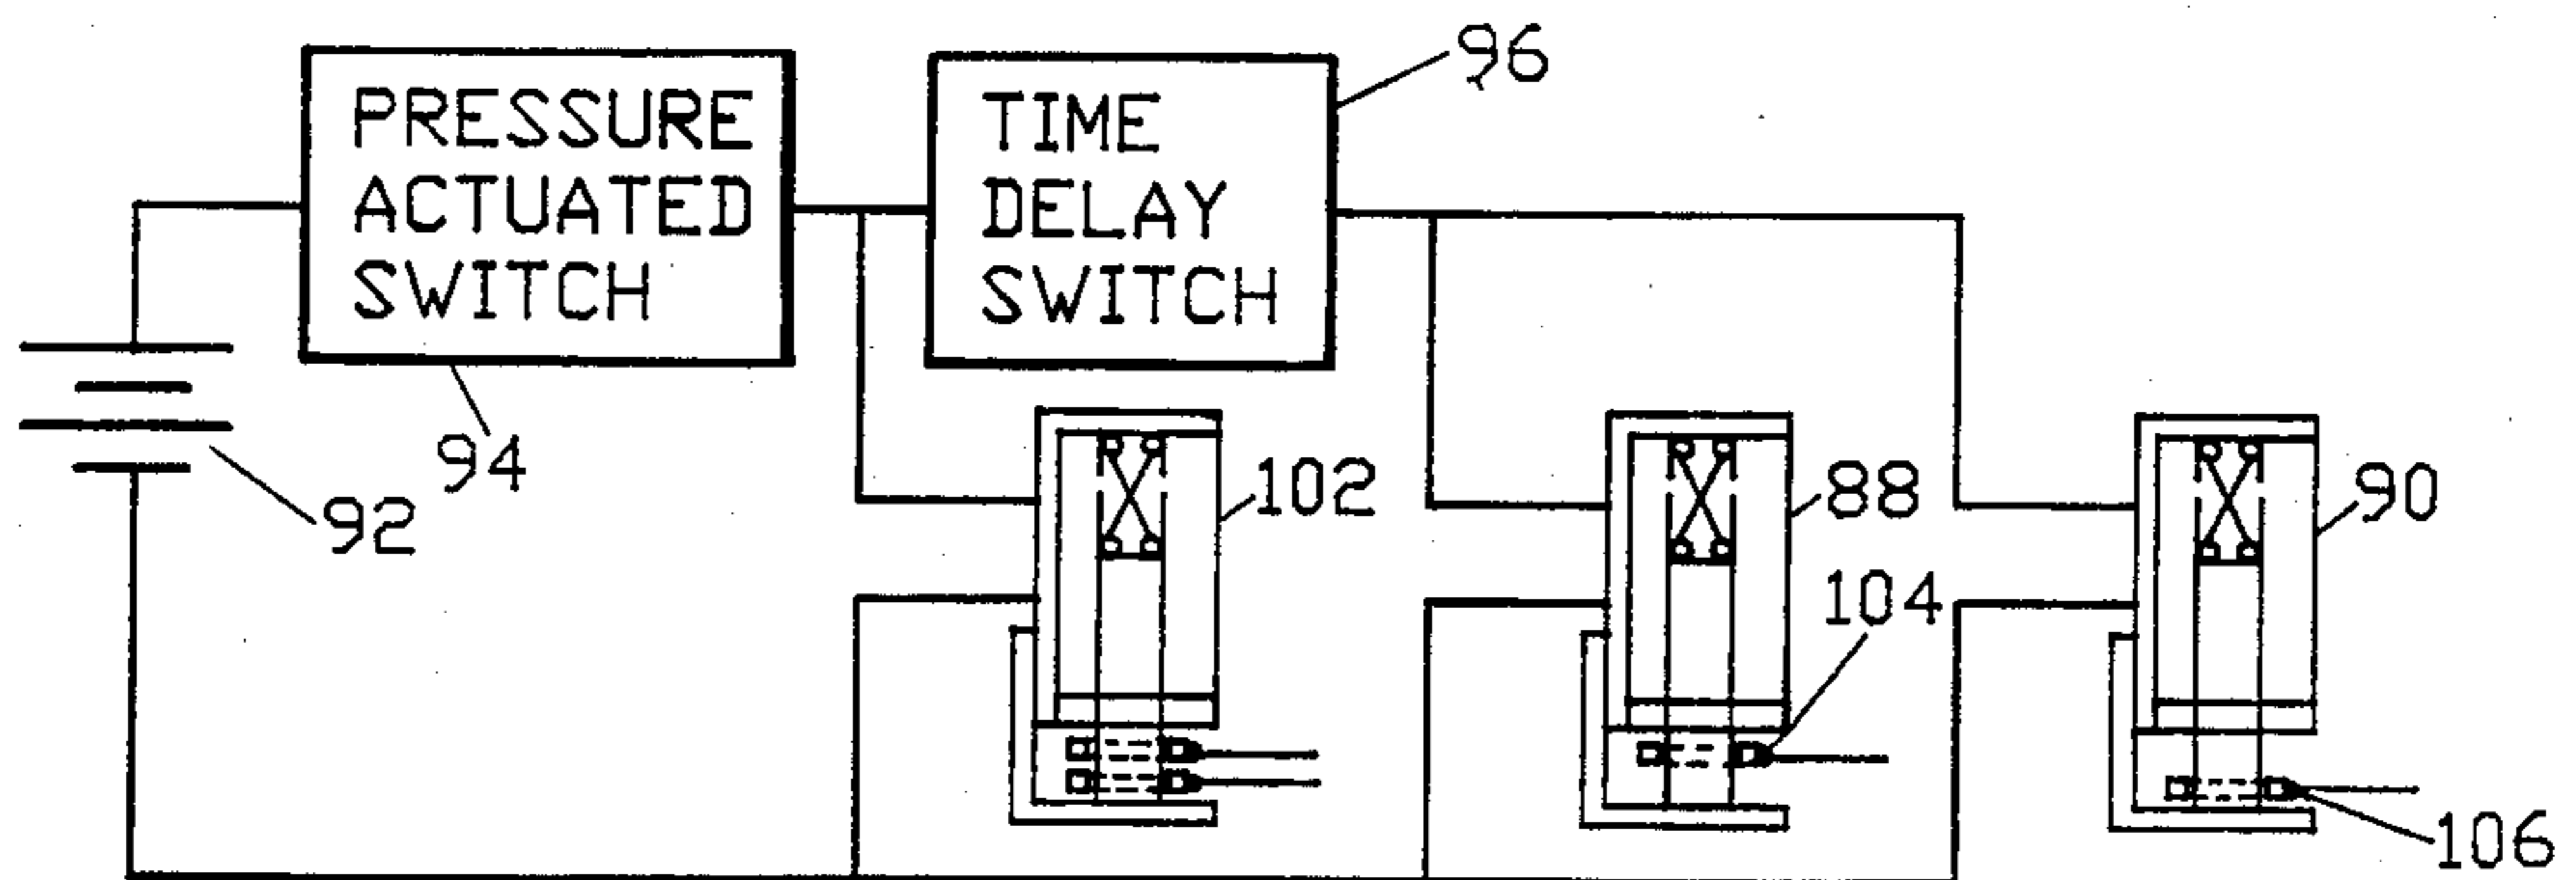 PRESSURE
ACTUATED
SWITCH
TIME
DELAY
SWITCH
96
94
92
102
88
90
104
106